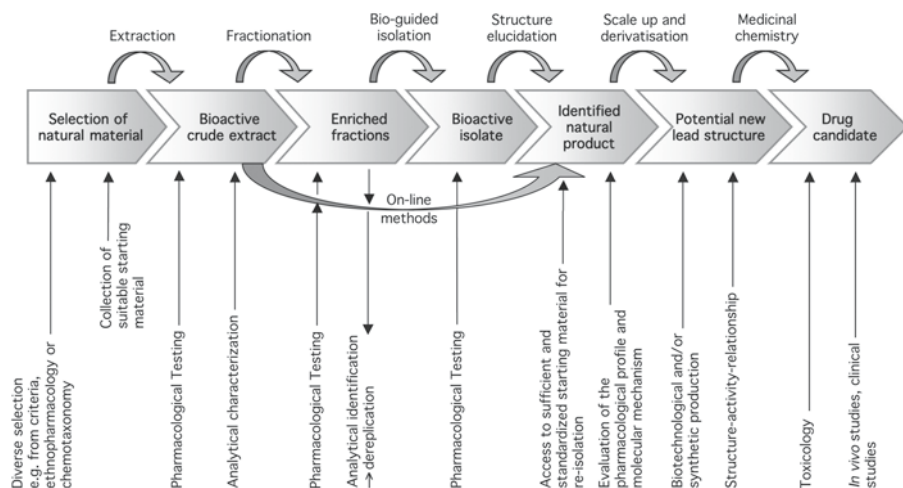 Extraction
Fractionation
Bio-guided
isolation
Structure
elucidation
Scale up and
derivatisation
Medicinal
chemistry
Selection of
natural material
Bioactive
crude extract
Enriched
fractions
Bioactive
isolate
Identified
natural
product
Potential new
lead structure
Drug
candidate
On-line
methods
Diverse selection
e.g. from criteria,
ethnopharmacology or
chemotaxonomy
Collection of
suitable starting
material
Pharmacological Testing
Analytical characterization
Pharmacological Testing
Analytical identification
→ dereplication
Pharmacological Testing
Access to sufficient and
standardized starting material for
re-isolation
Evaluation of the
pharmacological profile and
molecular mechanism
Biotechnological and/or
synthetic production
Structure-activity-relationship
Toxicology
In vivo studies, clinical
studies